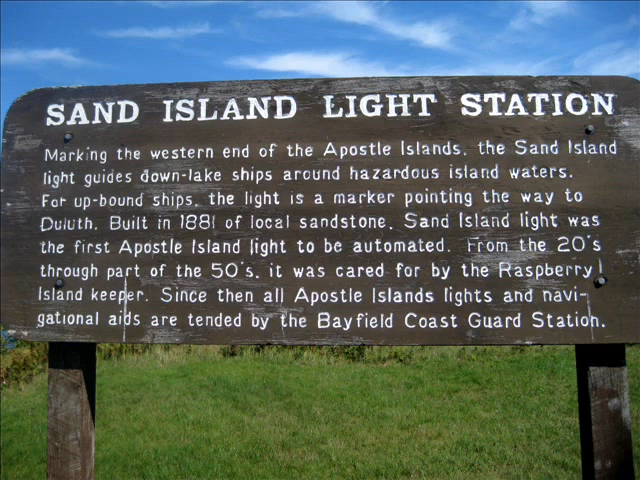 SAND ISLAND LIGHT STATION
Marking the western end of the Apostle Islands, the Sand Island
light guides down-lake ships around hazardous island waters.
For up-bound ships, the light is a marker pointing the way to
Duluth. Built in 1881 of local sandstone, Sand Island light was
the first Apostle Island light to be automated. From the 20's
through part of the 50's, it was cared for by the Raspberry
Island keeper. Since then all Apostle Islands lights and navi-
gational aids are tended by the Bayfield Coast Guard Station.